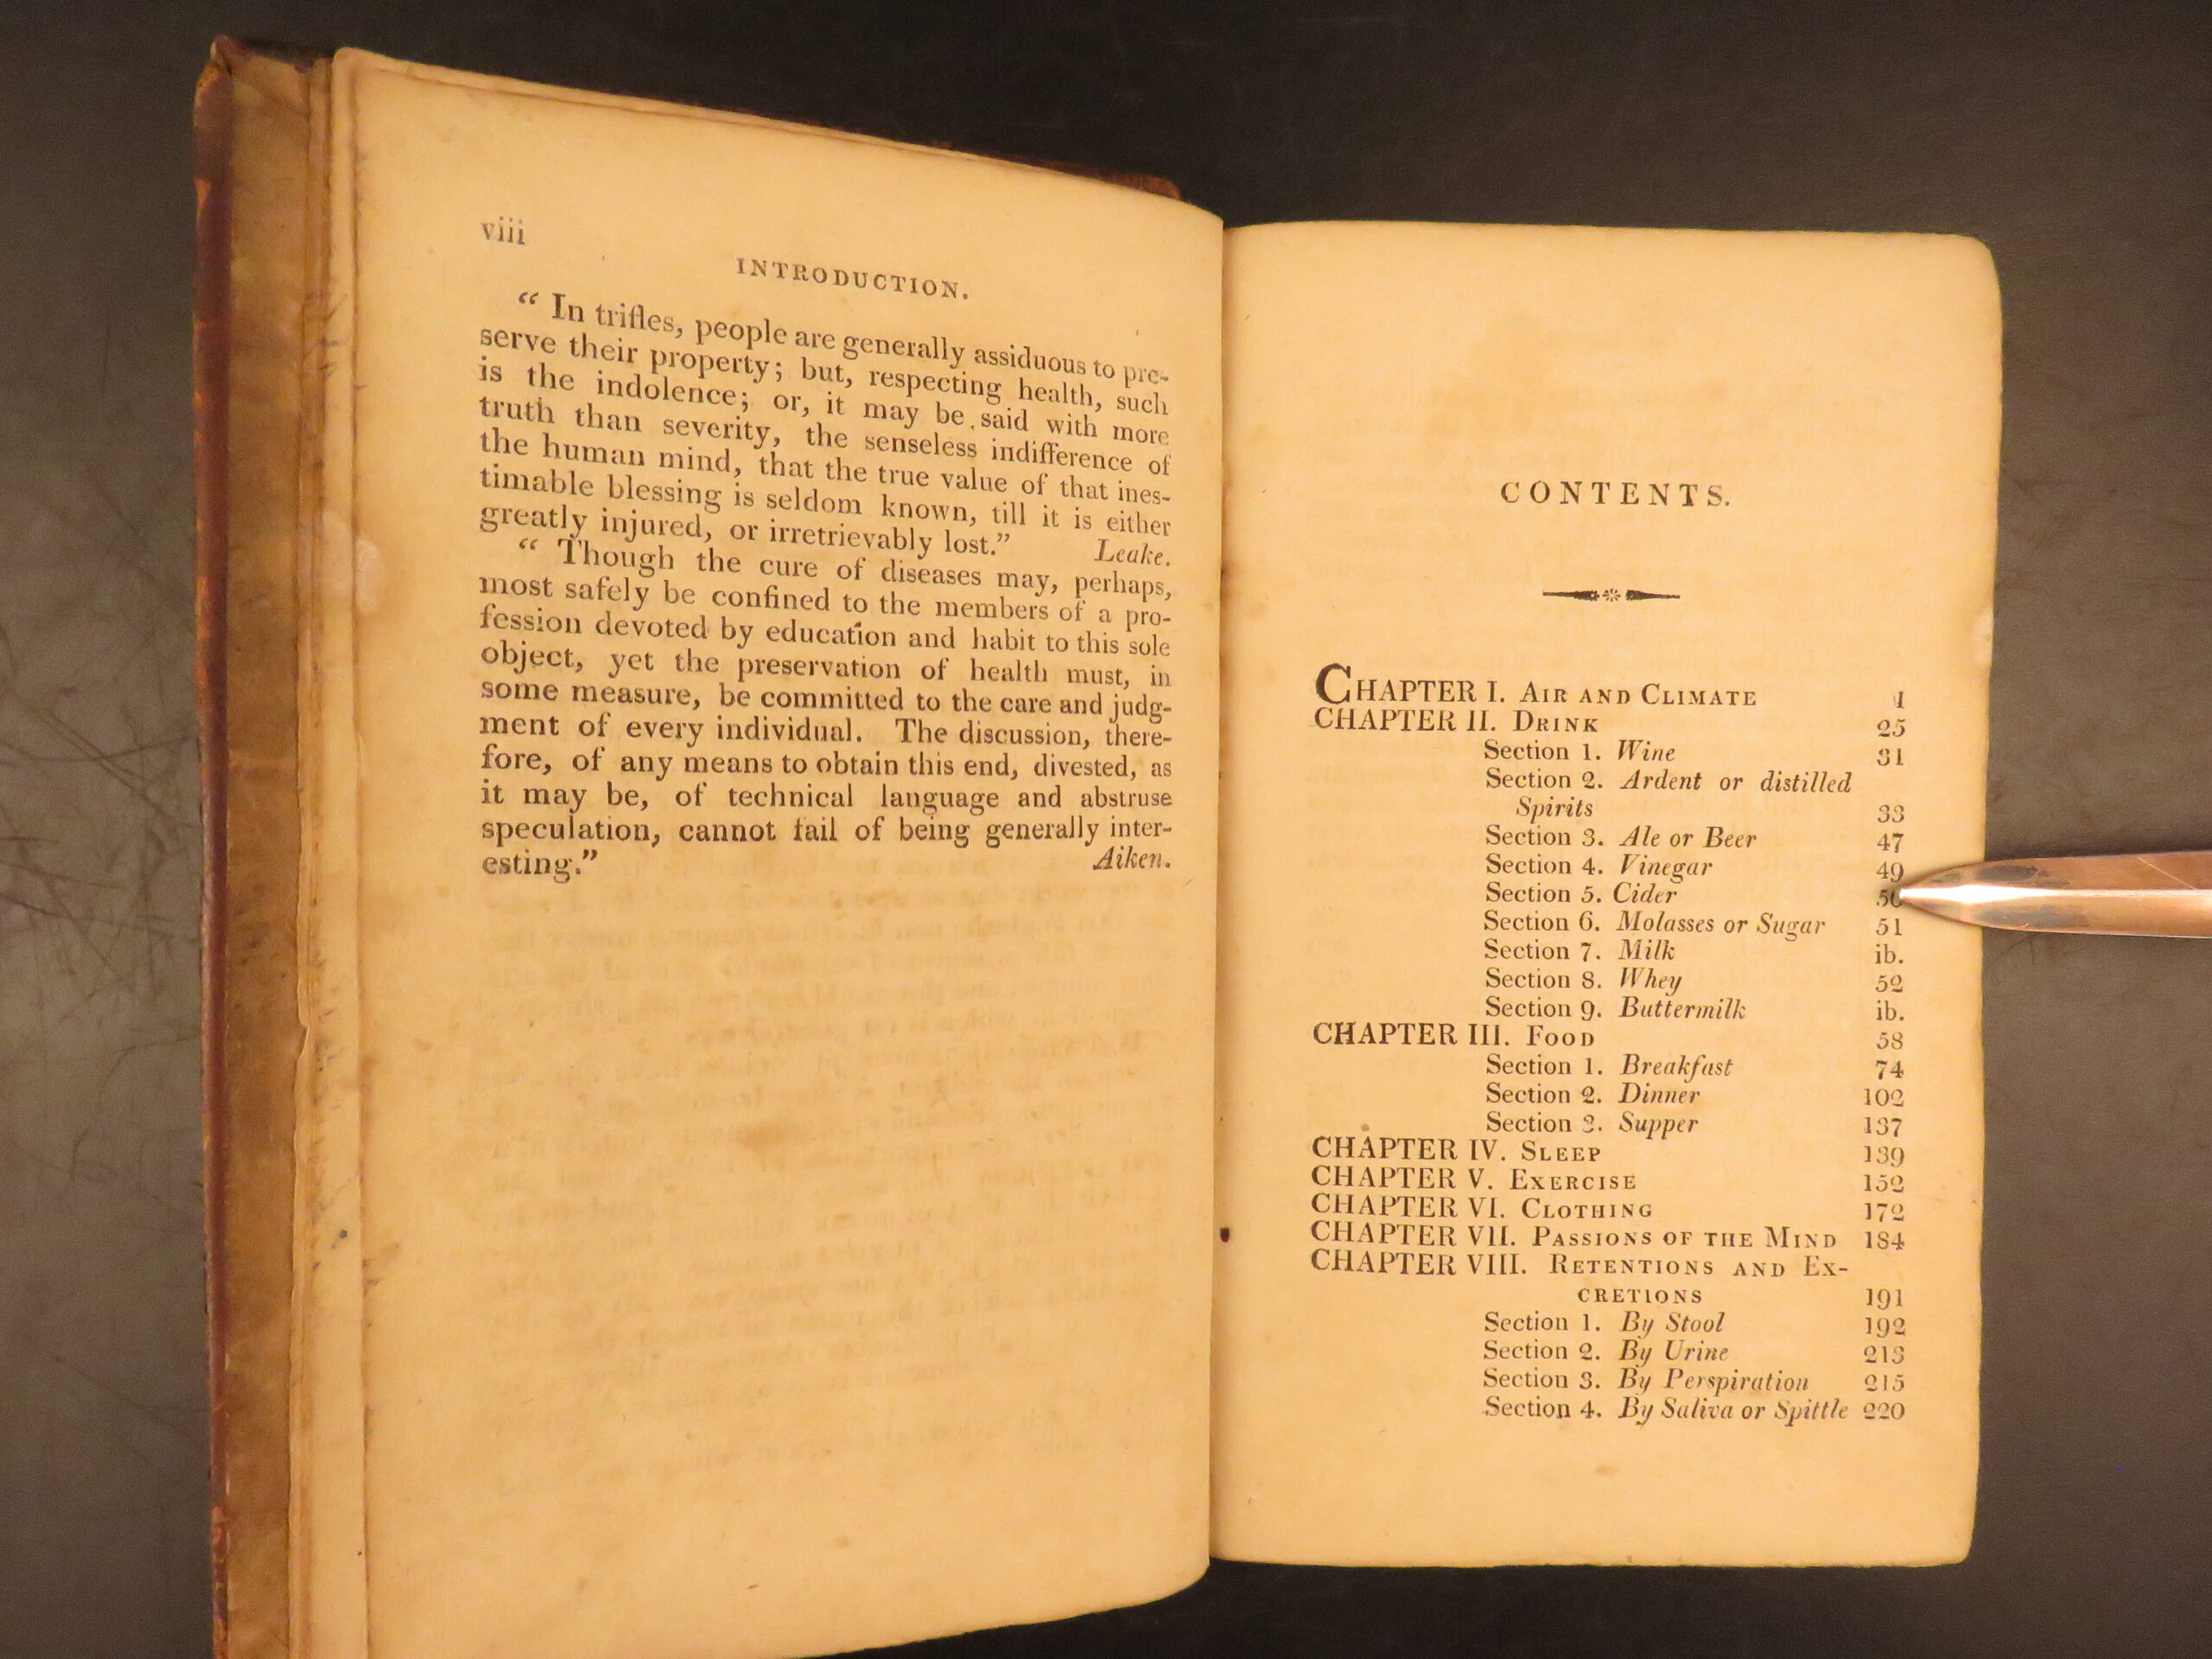 viii
INTRODUCTION.
“ In trifles, people are generally assiduous to pre-
serve their property; but, respecting health, such
is the indolence; or, it may be said with more
truth than severity, the senseless indifference of
the human mind, that the true value of that ines-
timable blessing is seldom known, till it is either
greatly injured, or irretrievably lost.” Leake.
“ Though the cure of diseases may, perhaps,
most safely be confined to the members of a pro-
fession devoted by education and habit to this sole
object, yet the preservation of health must, in
some measure, be committed to the care and judg-
ment of every individual. The discussion, there-
fore, of any means to obtain this end, divested, as
it may be, of technical language and abstruse
speculation, cannot fail of being generally inter-
esting.” Aiken.
CONTENTS.
CHAPTER I. AIR AND CLIMATE 1
CHAPTER II. DRINK 25
Section 1. Wine 31
Section 2. Ardent or distilled
Spirits 33
Section 3. Ale or Beer 47
Section 4. Vinegar 49
Section 5. Cider 50
Section 6. Molasses or Sugar 51
Section 7. Milk ib.
Section 8. Whey 52
Section 9. Buttermilk ib.
CHAPTER III. FOOD 58
Section 1. Breakfast 74
Section 2. Dinner 102
Section 3. Supper 137
CHAPTER IV. SLEEP 139
CHAPTER V. EXERCISE 152
CHAPTER VI. CLOTHING 172
CHAPTER VII. PASSIONS OF THE MIND 184
CHAPTER VIII. RETENTIONS AND EX-
CRETIONS 191
Section 1. By Stool 192
Section 2. By Urine 213
Section 3. By Perspiration 215
Section 4. By Saliva or Spittle 220